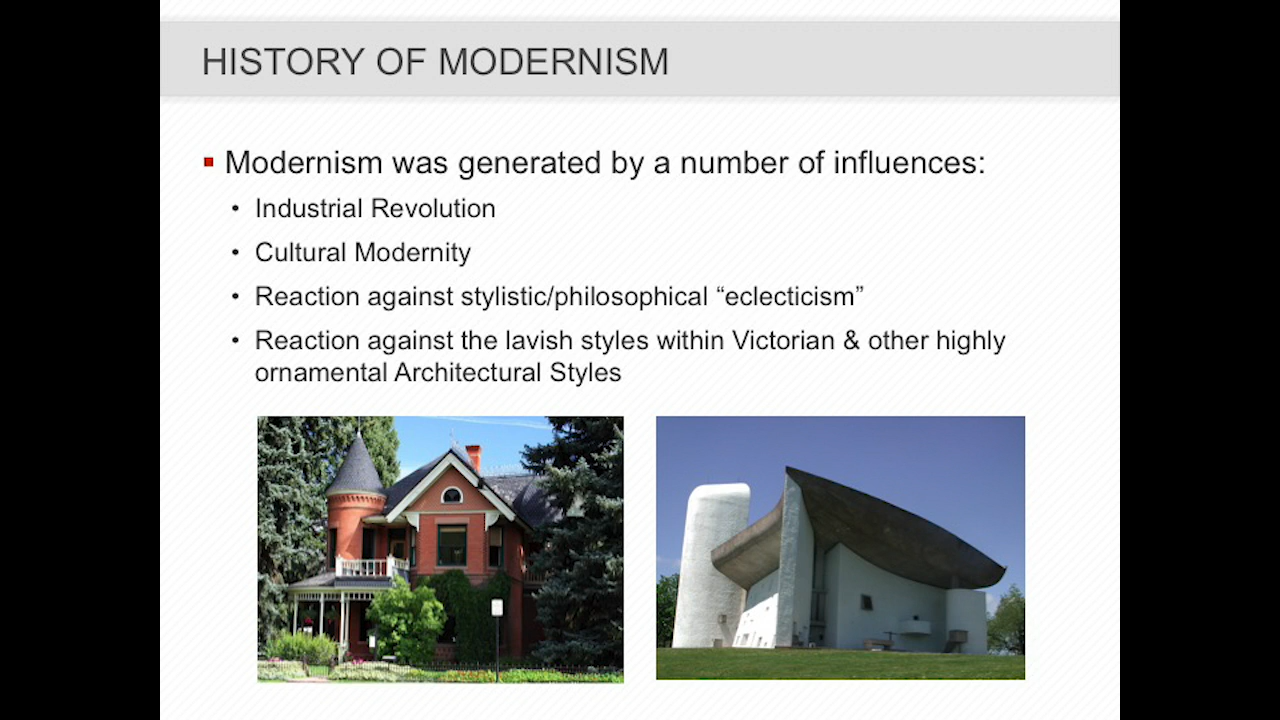 HISTORY OF MODERNISM
Modernism was generated by a number of influences:
Industrial Revolution
Cultural Modernity
Reaction against stylistic/philosophical “eclecticism”
Reaction against the lavish styles within Victorian & other highly
ornamental Architectural Styles